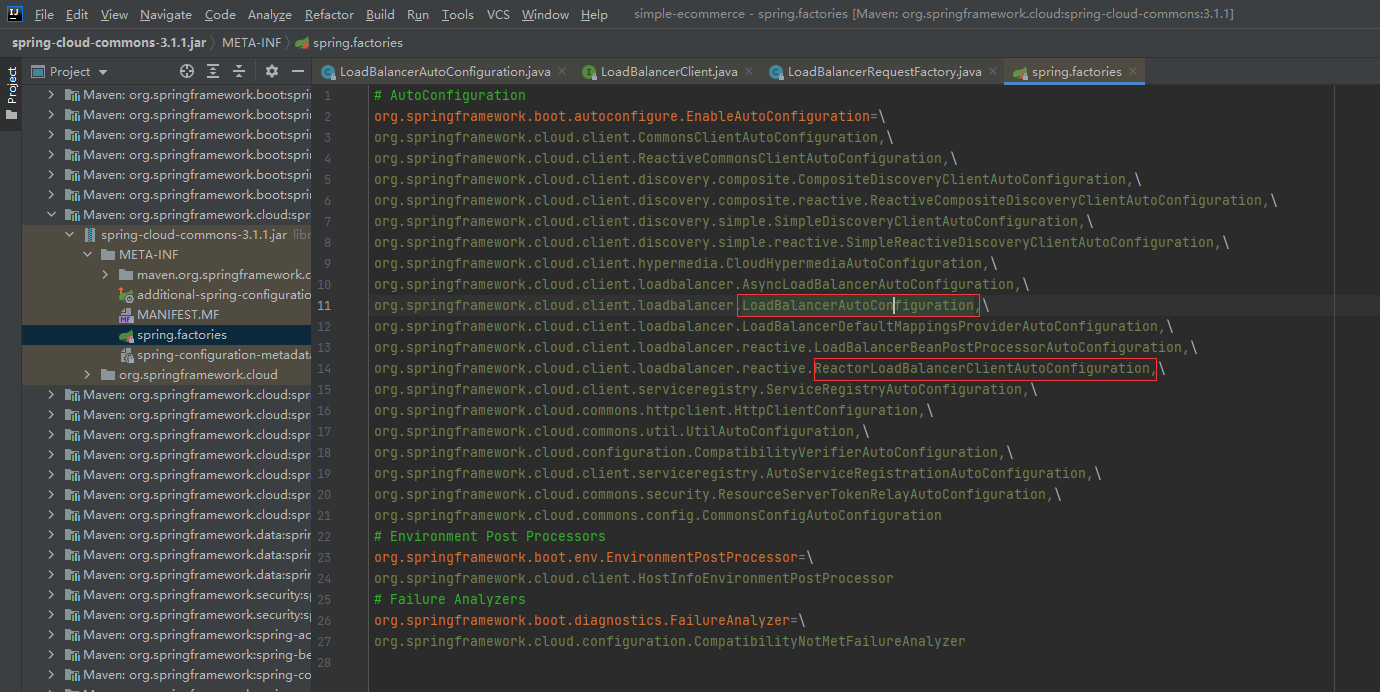 File Edit View Navigate Code Analyze Refactor Build Run Tools VCS Window Help simple-ecommerce - spring.factories [Maven: org.springframework.cloud:spring-cloud-commons:3.1.1]
spring-cloud-commons-3.1.1.jar META-INF spring.factories
Project
Project
LoadBalancerAutoConfiguration.java LoadBalancerClient.java LoadBalancerRequestFactory.java spring.factories
Maven: org.springframework.boot:spri
Maven: org.springframework.boot:spri
Maven: org.springframework.boot:spri
Maven: org.springframework.boot:spri
Maven: org.springframework.boot:spri
Maven: org.springframework.boot:spri
Maven: org.springframework.cloud:spr
spring-cloud-commons-3.1.1.jar libr
META-INF
maven.org.springframework.c
additional-spring-configuratio
MANIFEST.MF
spring.factories
spring-configuration-metadata
org.springframework.cloud
Maven: org.springframework.cloud:spr
Maven: org.springframework.cloud:spr
Maven: org.springframework.cloud:spr
Maven: org.springframework.cloud:spr
Maven: org.springframework.cloud:spr
Maven: org.springframework.cloud:spr
Maven: org.springframework.cloud:spr
Maven: org.springframework.data:sprin
Maven: org.springframework.data:sprin
Maven: org.springframework.data:sprin
Maven: org.springframework.security:sp
Maven: org.springframework.security:sp
Maven: org.springframework:spring-ao
Maven: org.springframework:spring-be
Maven: org.springframework:spring-co
1 # AutoConfiguration
2 org.springframework.boot.autoconfigure.EnableAutoConfiguration=\
3 org.springframework.cloud.client.CommonsClientAutoConfiguration,\
4 org.springframework.cloud.client.ReactiveCommonsClientAutoConfiguration,\
5 org.springframework.cloud.client.discovery.composite.CompositeDiscoveryClientAutoConfiguration,\
6 org.springframework.cloud.client.discovery.composite.reactive.ReactiveCompositeDiscoveryClientAutoConfiguration,\
7 org.springframework.cloud.client.discovery.simple.SimpleDiscoveryClientAutoConfiguration,\
8 org.springframework.cloud.client.discovery.simple.reactive.SimpleReactiveDiscoveryClientAutoConfiguration,\
9 org.springframework.cloud.client.hypermedia.CloudHypermediaAutoConfiguration,\
10 org.springframework.cloud.client.loadbalancer.AsyncLoadBalancerAutoConfiguration,\
11 org.springframework.cloud.client.loadbalancer.LoadBalancerAutoConfiguration,\
12 org.springframework.cloud.client.loadbalancer.LoadBalancerDefaultMappingsProviderAutoConfiguration,\
13 org.springframework.cloud.client.loadbalancer.reactive.LoadBalancerBeanPostProcessorAutoConfiguration,\
14 org.springframework.cloud.client.loadbalancer.reactive.ReactorLoadBalancerClientAutoConfiguration,\
15 org.springframework.cloud.client.serviceregistry.ServiceRegistryAutoConfiguration,\
16 org.springframework.cloud.commons.httpclient.HttpClientConfiguration,\
17 org.springframework.cloud.commons.util.UtilAutoConfiguration,\
18 org.springframework.cloud.configuration.CompatibilityVerifierAutoConfiguration,\
19 org.springframework.cloud.client.serviceregistry.AutoServiceRegistrationAutoConfiguration,\
20 org.springframework.cloud.commons.security.ResourceServerTokenRelayAutoConfiguration,\
21 org.springframework.cloud.commons.config.CommonsConfigAutoConfiguration
22 # Environment Post Processors
23 org.springframework.boot.env.EnvironmentPostProcessor=\
24 org.springframework.cloud.client.HostInfoEnvironmentPostProcessor
25 # Failure Analyzers
26 org.springframework.boot.diagnostics.FailureAnalyzer=\
27 org.springframework.cloud.configuration.CompatibilityNotMetFailureAnalyzer
28